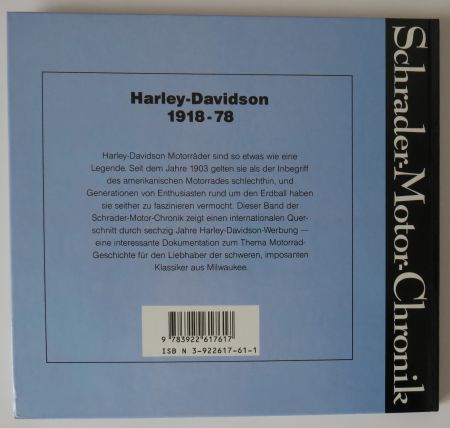 Harley-Davidson
1918-78
Harley-Davidson Motorräder sind so etwas wie eine
Legende. Seit dem Jahre 1903 gelten sie als der Inbegriff
des amerikanischen Motorrades schlechthin, und
Generationen von Enthusiasten rund um den Erdball haben
sie seither zu faszinieren vermocht. Dieser Band der
Schrader-Motor-Chronik zeigt einen internationalen Quer-
schnitt durch sechzig Jahre Harley-Davidson-Werbung —
eine interessante Dokumentation zum Thema Motorrad-
Geschichte für den Liebhaber der schweren, imposanten
Klassiker aus Milwaukee.
9 783922 617617
ISBN 3-922617-61-1
Schrader-Motor-Chronik